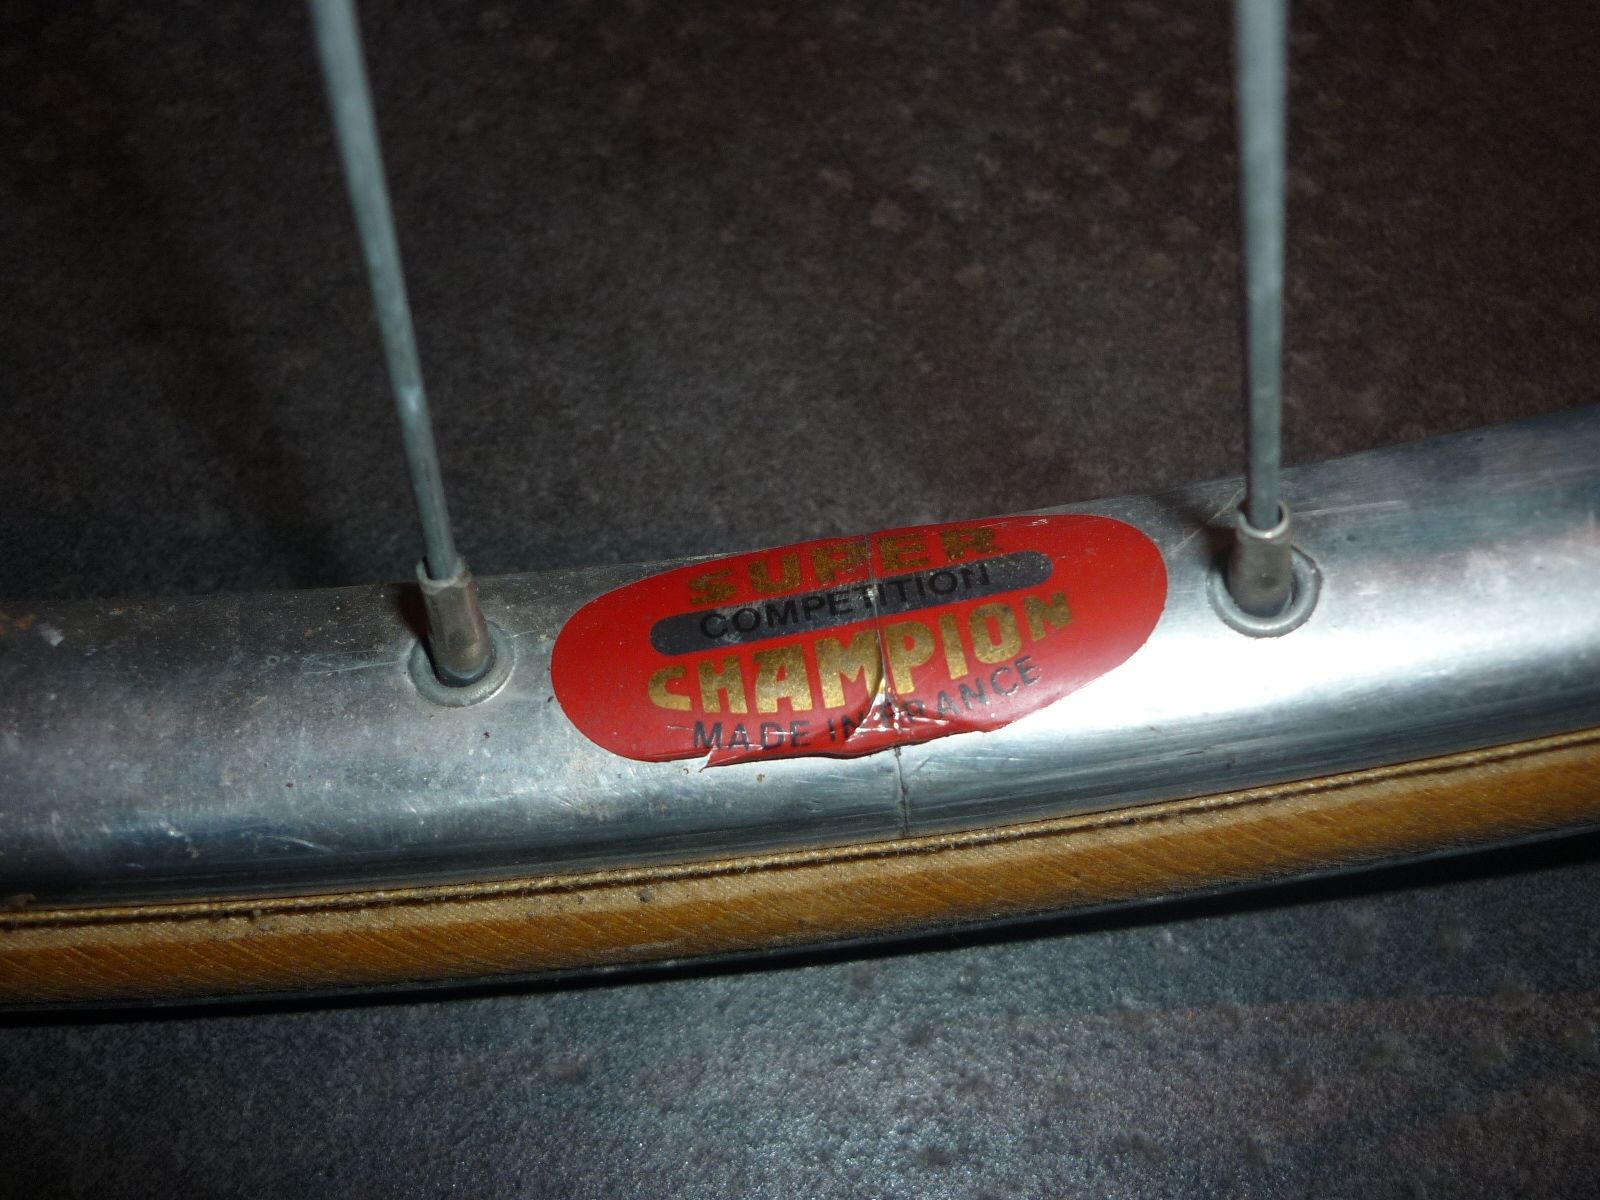 SUPER
COMPETITION
CHAMPION
MADE IN FRANCE